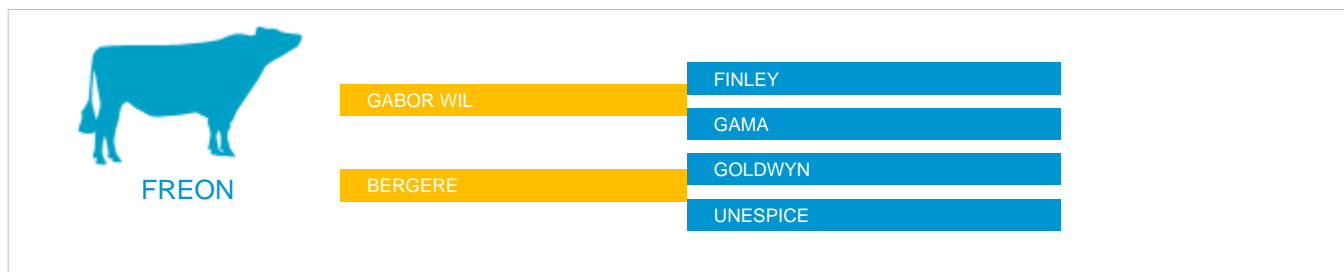 FREON
GABOR WIL
BERGERE
FINLEY
GAMA
GOLDWYN
UNESPICE